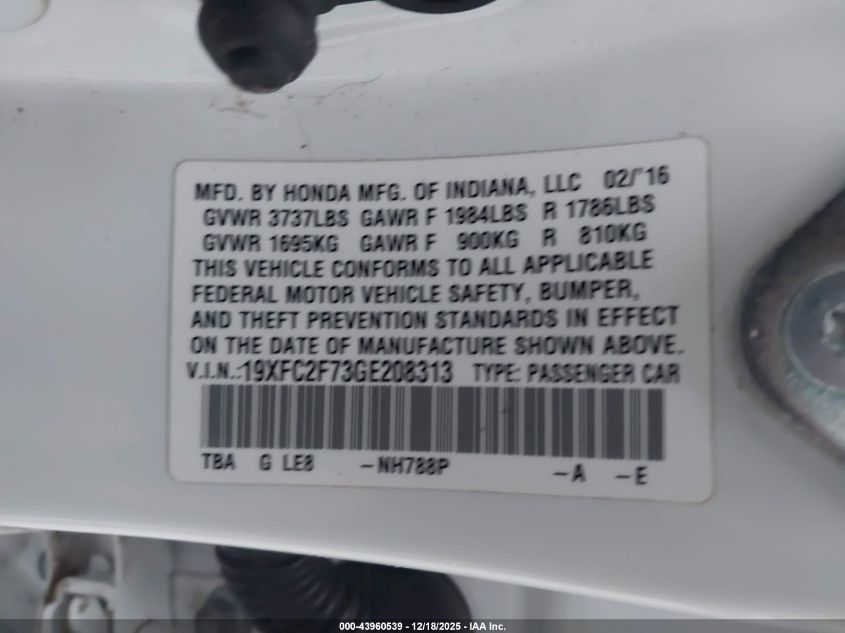 MFD. BY HONDA MFG. OF INDIANA, LLC 02/'16
GVWR 3737LBS GAWR F 1984LBS R 1786LBS
GVWR 1695KG GAWR F 900KG R 810KG
THIS VEHICLE CONFORMS TO ALL APPLICABLE
FEDERAL MOTOR VEHICLE SAFETY, BUMPER,
AND THEFT PREVENTION STANDARDS IN EFFECT
ON THE DATE OF MANUFACTURE SHOWN ABOVE.
V.I.N.:19XFC2F73GE208313 TYPE: PASSENGER CAR
TBA G LE8 -NH788P -A -E
000-43960539 - 12/18/2025 - IAA Inc.